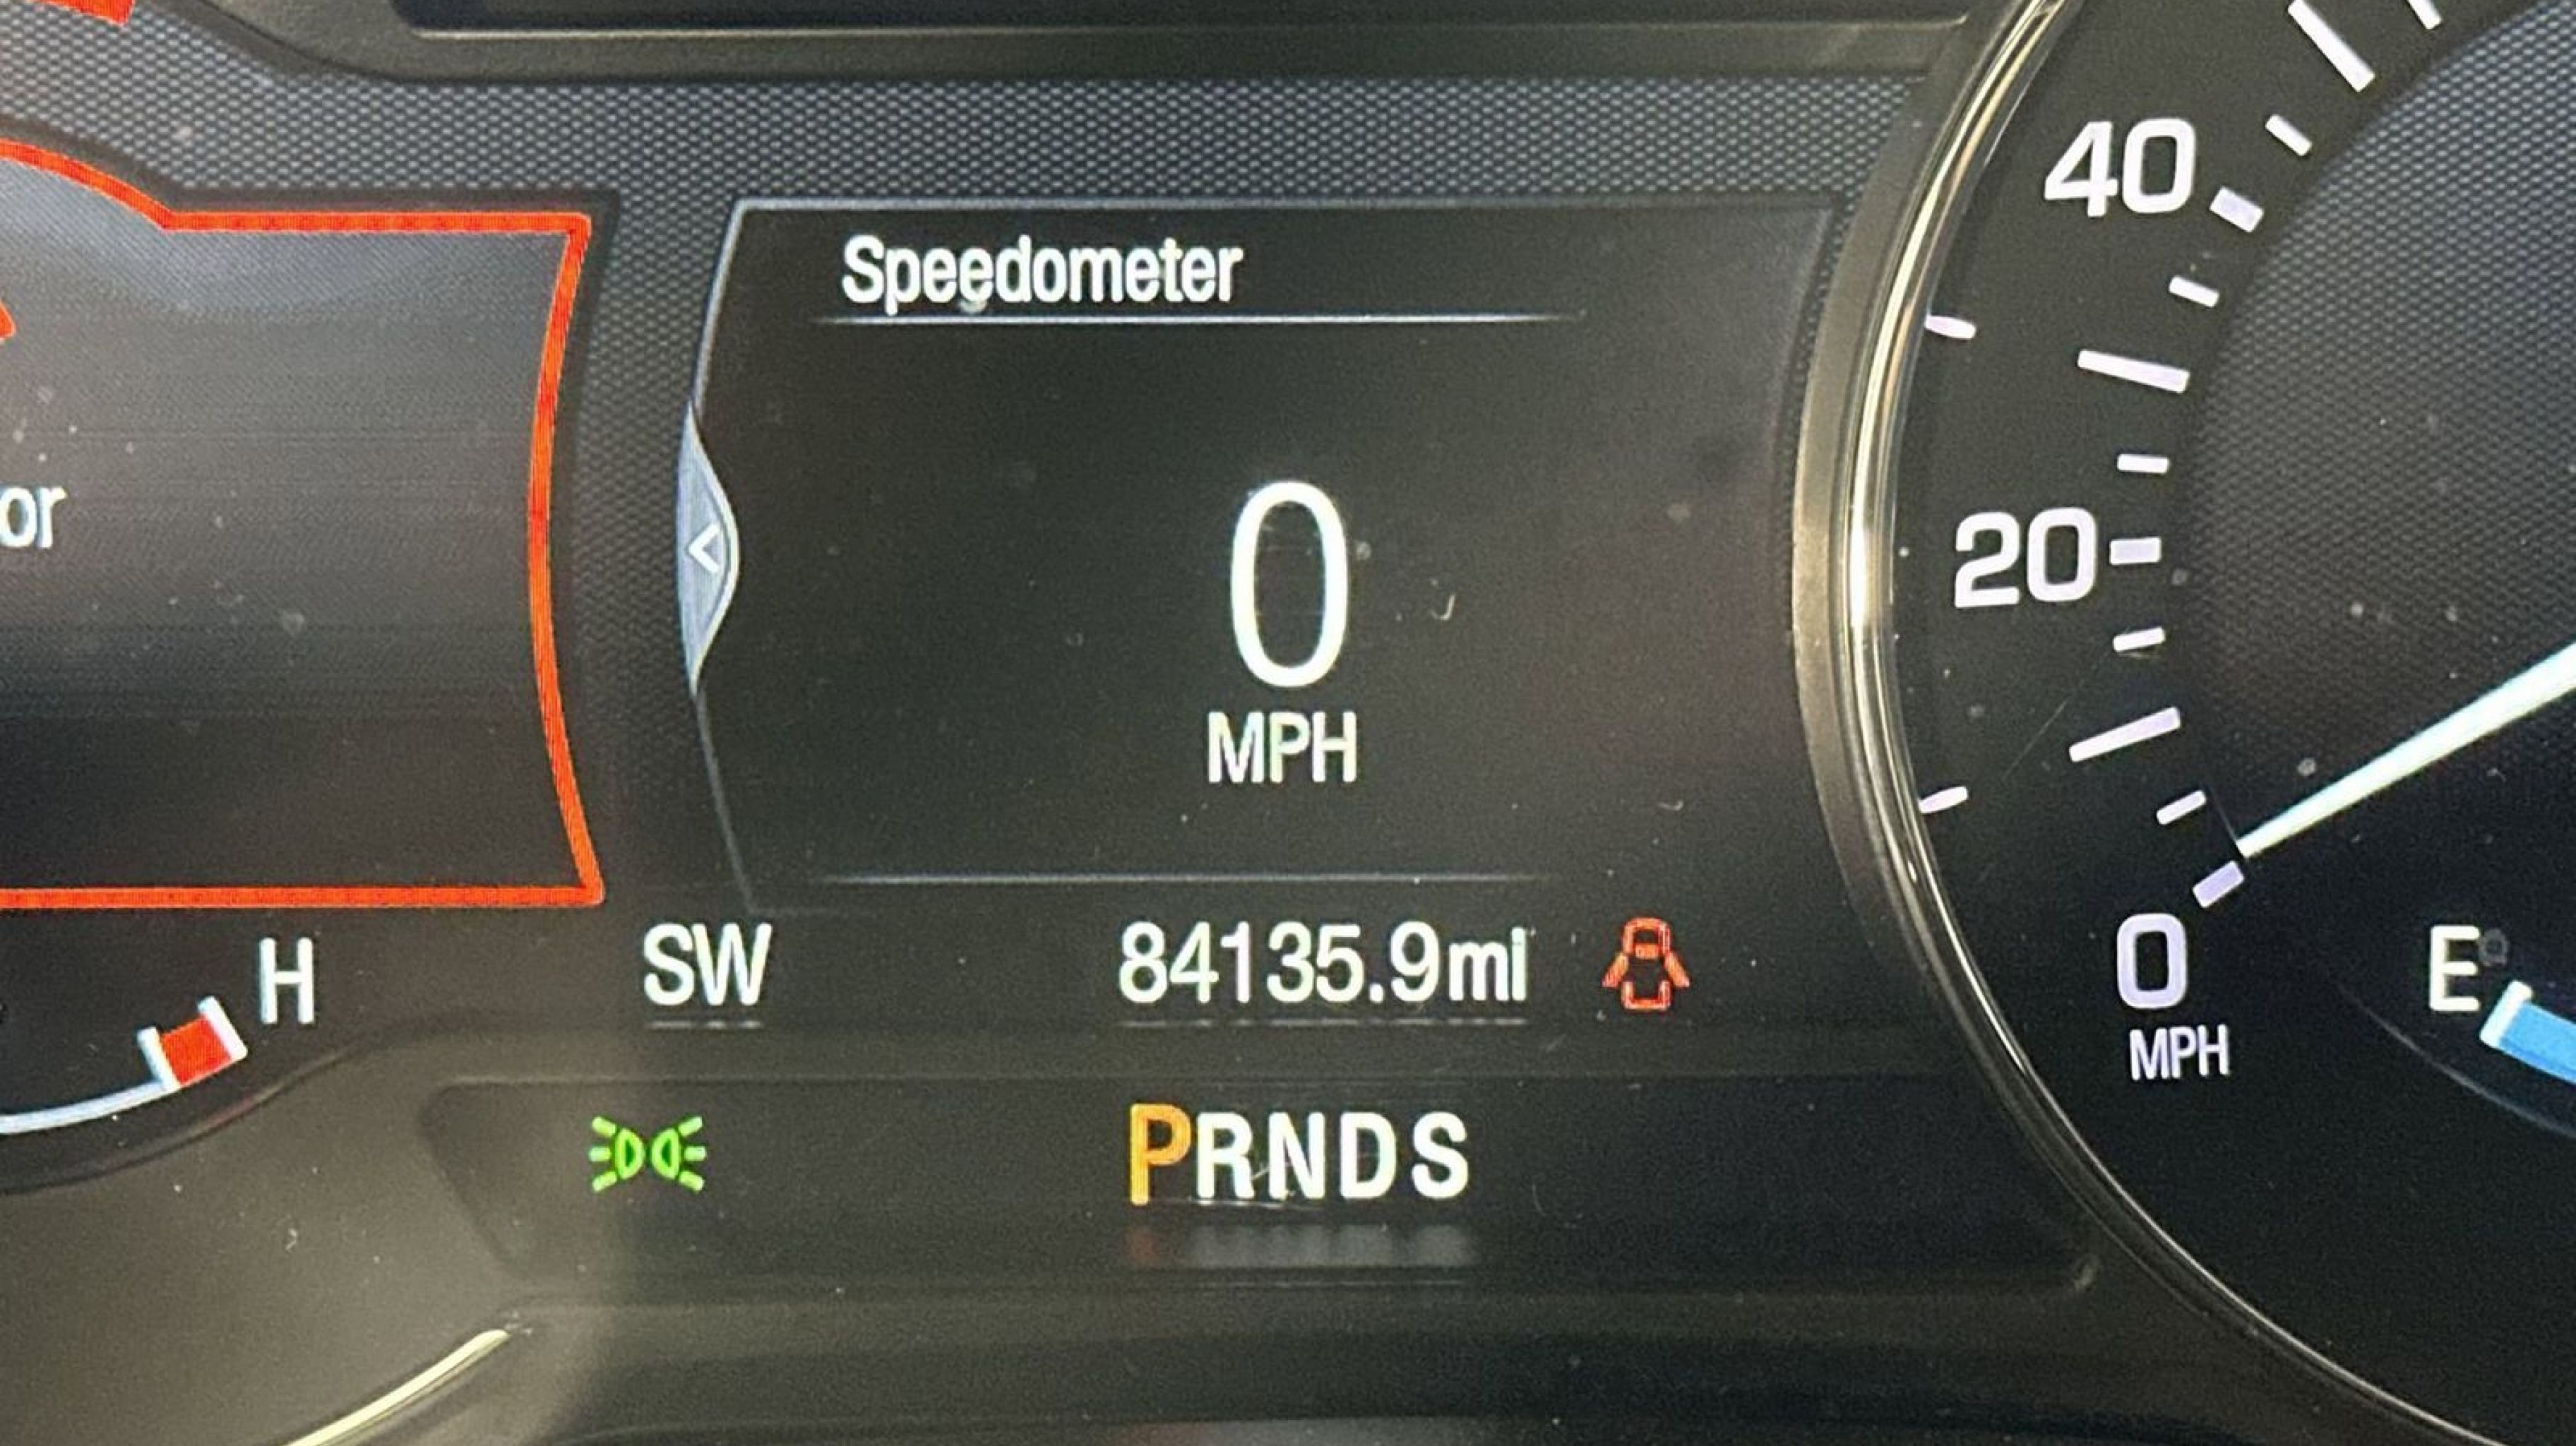 40
Speedometer
or
20
0
MPH
H
SW
84135.9mi
0
MPH
E
PRNDS